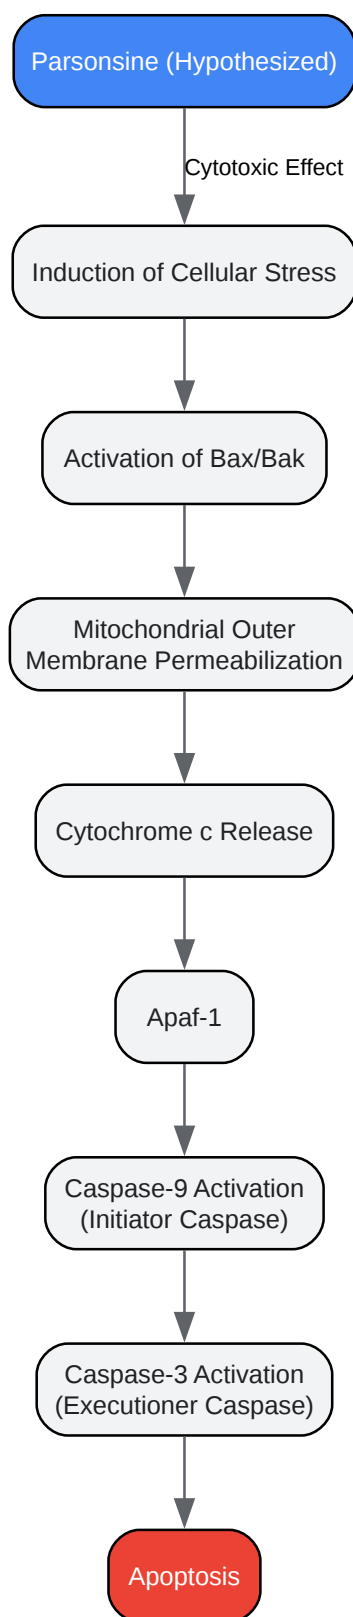 Parsonsine (Hypothesized)
Cytotoxic Effect
Induction of Cellular Stress
Activation of Bax/Bak
Mitochondrial Outer
Membrane Permeabilization
Cytochrome c Release
Apaf-1
Caspase-9 Activation
(Initiator Caspase)
Caspase-3 Activation
(Executioner Caspase)
Apoptosis